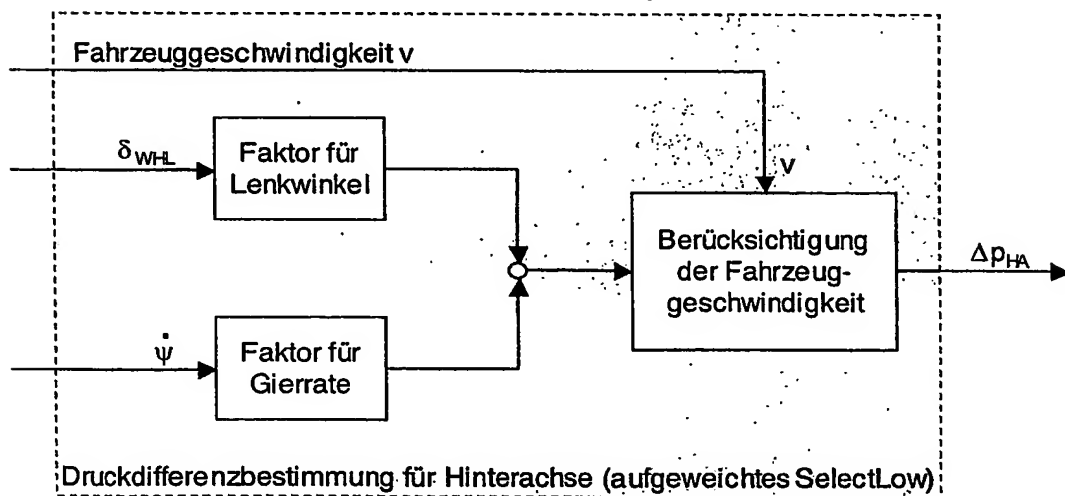 Fahrzeuggeschwindigkeit v
δWHL
Faktor für
Lenkwinkel
v
Berücksichtigung
der Fahrzeug-
geschwindigkeit
ΔpHA
ψ̇
Faktor für
Gierrate
Druckdifferenzbestimmung für Hinterachse (aufgeweichtes SelectLow)